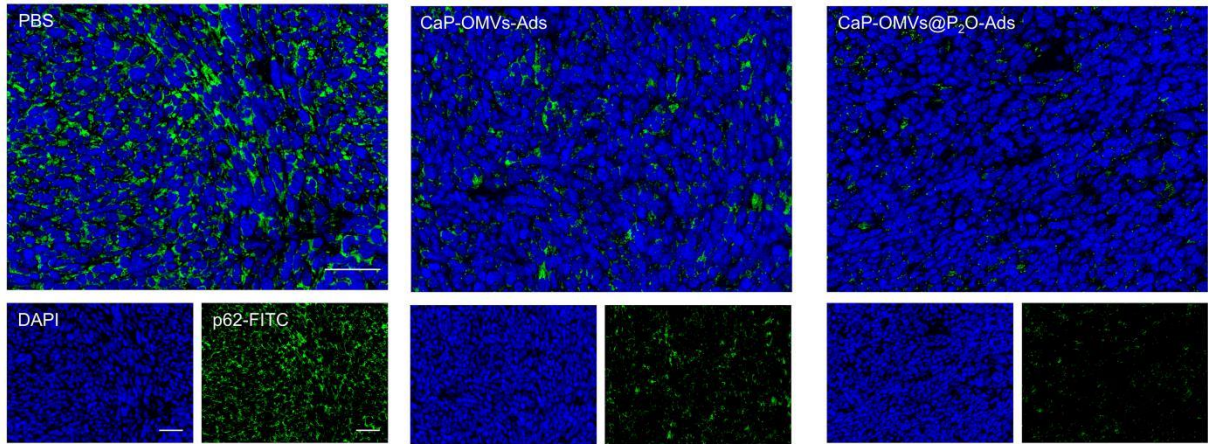 PBS
CaP-OMVs-Ads
CaP-OMVs@P₂O-Ads
DAPI
p62-FITC